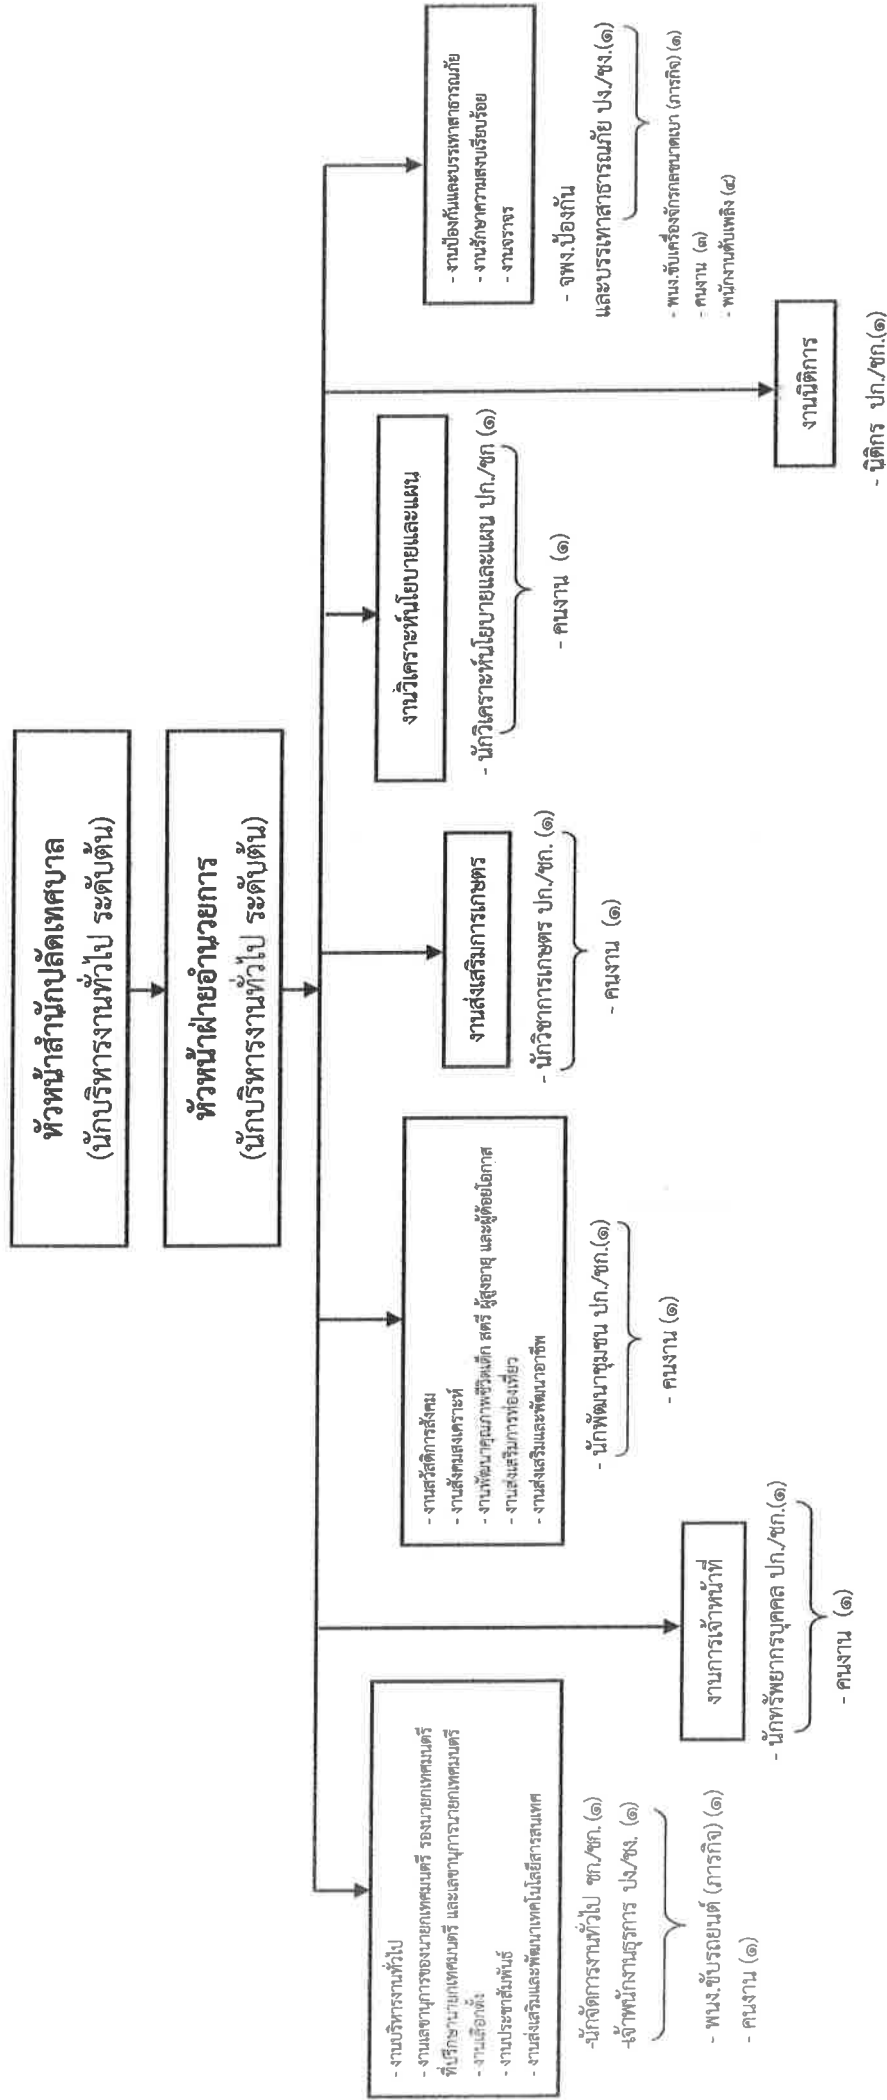 หัวหน้าสำนักปลัดเทศบาล
(นักบริหารงานทั่วไป ระดับต้น)
หัวหน้าฝ่ายอำนวยการ
(นักบริหารงานทั่วไป ระดับต้น)
- งานบริหารงานทั่วไป
- งานเลขานุการของนายกเทศมนตรี รองนายกเทศมนตรี
ที่ปรึกษานายกเทศมนตรี และเลขานุการนายกเทศมนตรี
- งานเลือกตั้ง
- งานประชาสัมพันธ์
- งานส่งเสริมและพัฒนาเทคโนโลยีสารสนเทศ
-นักจัดการงานทั่วไป ชก./ชก. (๑)
-เจ้าพนักงานธุรการ ปง/ชง. (๑)
- พนง.ขับรถยนต์ (ภารกิจ) (๑)
- คนงาน (๑)
งานการเจ้าหน้าที่
- นักทรัพยากรบุคคล ปก./ชก.(๑)
- คนงาน (๑)
- งานสวัสดิการสังคม
- งานสังคมสงเคราะห์
- งานพัฒนาคุณภาพชีวิตเด็ก สตรี ผู้สูงอายุ และผู้ด้อยโอกาส
- งานส่งเสริมการท่องเที่ยว
- งานส่งเสริมและพัฒนาอาชีพ
- นักพัฒนาชุมชน ปก./ชก.(๑)
- คนงาน (๑)
งานส่งเสริมการเกษตร
- นักวิชาการเกษตร ปก./ชก. (๑)
- คนงาน (๑)
งานวิเคราะห์นโยบายและแผน
- นักวิเคราะห์นโยบายและแผน ปก./ชก (๑)
- คนงาน (๑)
งานนิติการ
- นิติกร ปก./ชก.(๑)
- งานป้องกันและบรรเทาสาธารณภัย
- งานรักษาความสงบเรียบร้อย
- งานจราจร
- จพง.ป้องกัน
และบรรเทาสาธารณภัย ปง./ชง.(๑)
- พนง.ขับเครื่องจักรกลขนาดเบา (ภารกิจ) (๑)
- คนงาน (๓)
- พนักงานดับเพลิง (๔)